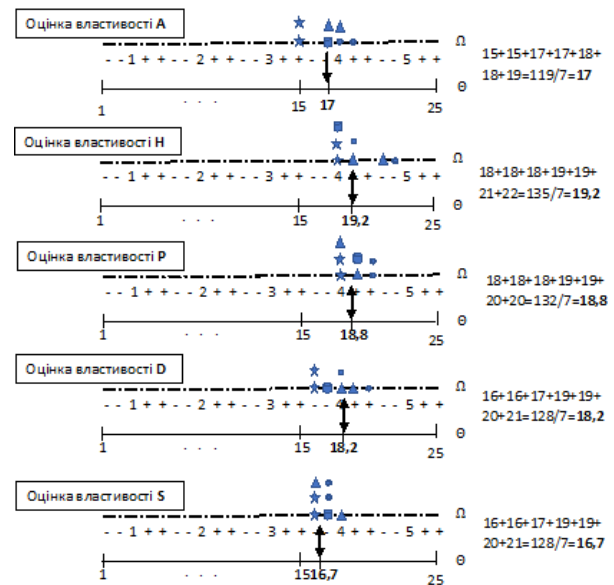 Оцінка властивості A
Ω
- - 1 + + - - 2 + + - - 3 + + - - 4 + + - - 5 + +
15+15+17+17+18+
18+19=119/7=17
Θ
1 . . . 15 17 25
Оцінка властивості H
Ω
- - 1 + + - - 2 + + - - 3 + + - - 4 + + - - 5 + +
18+18+18+19+19+
21+22=135/7=19,2
Θ
1 . . . 15 19,2 25
Оцінка властивості P
Ω
- - 1 + + - - 2 + + - - 3 + + - - 4 + + - - 5 + +
18+18+18+19+19+
20+20=132/7=18,8
Θ
1 . . . 15 18,8 25
Оцінка властивості D
Ω
- - 1 + + - - 2 + + - - 3 + + - - 4 + + - - 5 + +
16+16+17+19+19+
20+21=128/7=18,2
Θ
1 . . . 15 18,2 25
Оцінка властивості S
Ω
- - 1 + + - - 2 + + - - 3 + + - - 4 + + - - 5 + +
16+16+17+19+19+
20+21=128/7=16,7
Θ
1 . . . 15 16,7 25